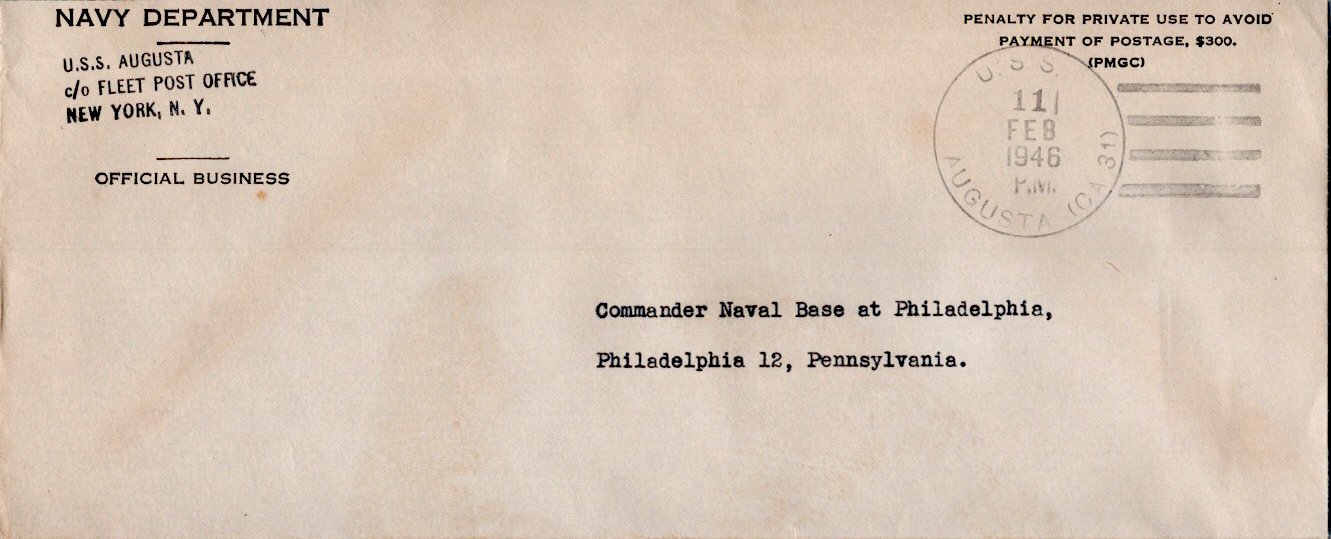 NAVY DEPARTMENT
U.S.S. AUGUSTA
c/o FLEET POST OFFICE
NEW YORK, N. Y.
OFFICIAL BUSINESS
PENALTY FOR PRIVATE USE TO AVOID
PAYMENT OF POSTAGE, $300.
(PMGC)
U.S.S.
11
FEB
1946
P.M.
AUGUSTA (CA 31)
Commander Naval Base at Philadelphia,
Philadelphia 12, Pennsylvania.